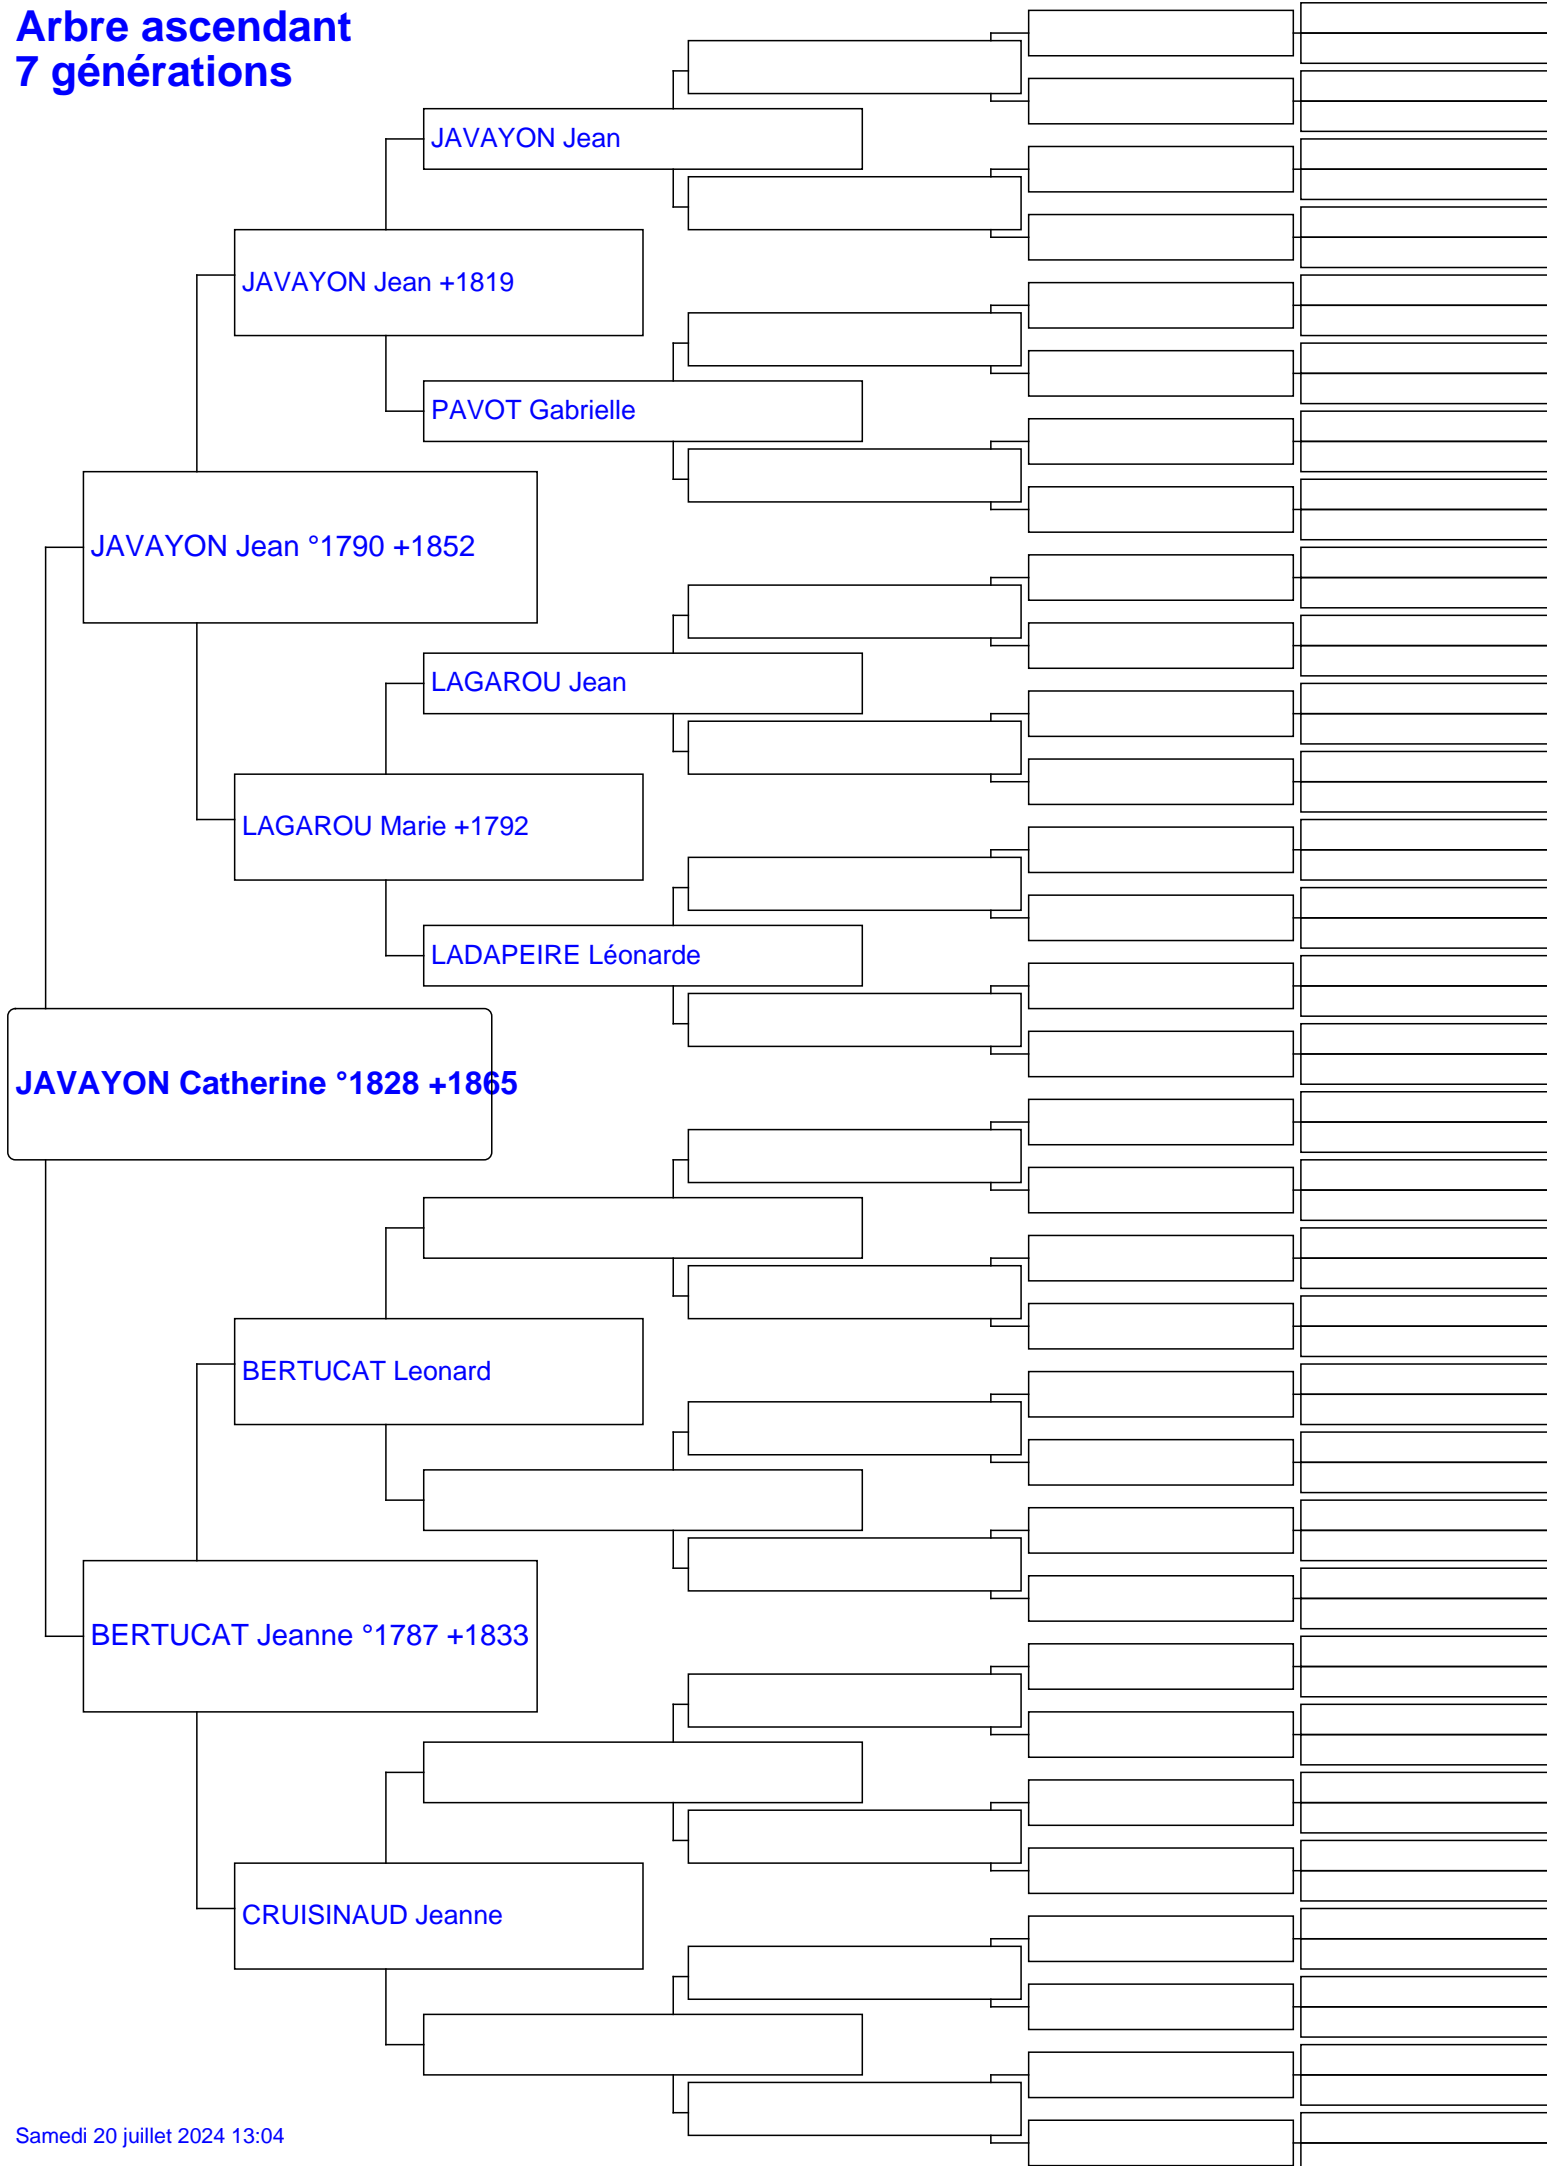 Arbre ascendant
7 générations
JAVAYON Jean
JAVAYON Jean +1819
PAVOT Gabrielle
JAVAYON Jean °1790 +1852
LAGAROU Jean
LAGAROU Marie +1792
LADAPEIRE Léonarde
JAVAYON Catherine °1828 +1865
BERTUCAT Leonard
BERTUCAT Jeanne °1787 +1833
CRUISINAUD Jeanne
Samedi 20 juillet 2024 13:04